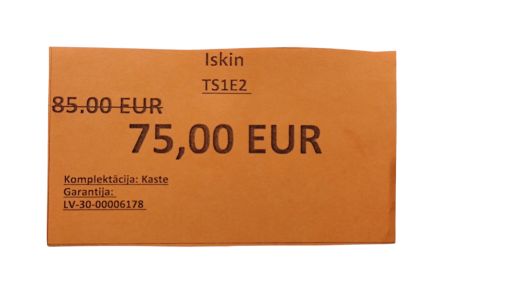 Iskin
TS1E2
85.00 EUR
75,00 EUR
Komplektācija: Kaste
Garantija:
LV-30-00006178